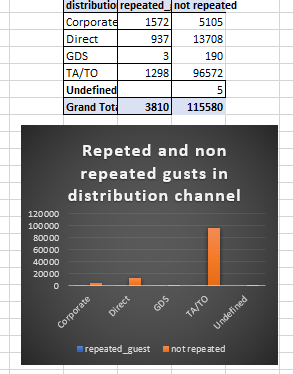 distributio repeated_ not repeated
Corporate 1572 5105
Direct 937 13708
GDS 3 190
TA/TO 1298 96572
Undefined 5
Grand Tota 3810 115580
Repeted and non
repeated gusts in
distribution channel
120000
100000
80000
60000
40000
20000
0
Corporate Direct GDS TA/TO Undefined
repeated_guest not repeated